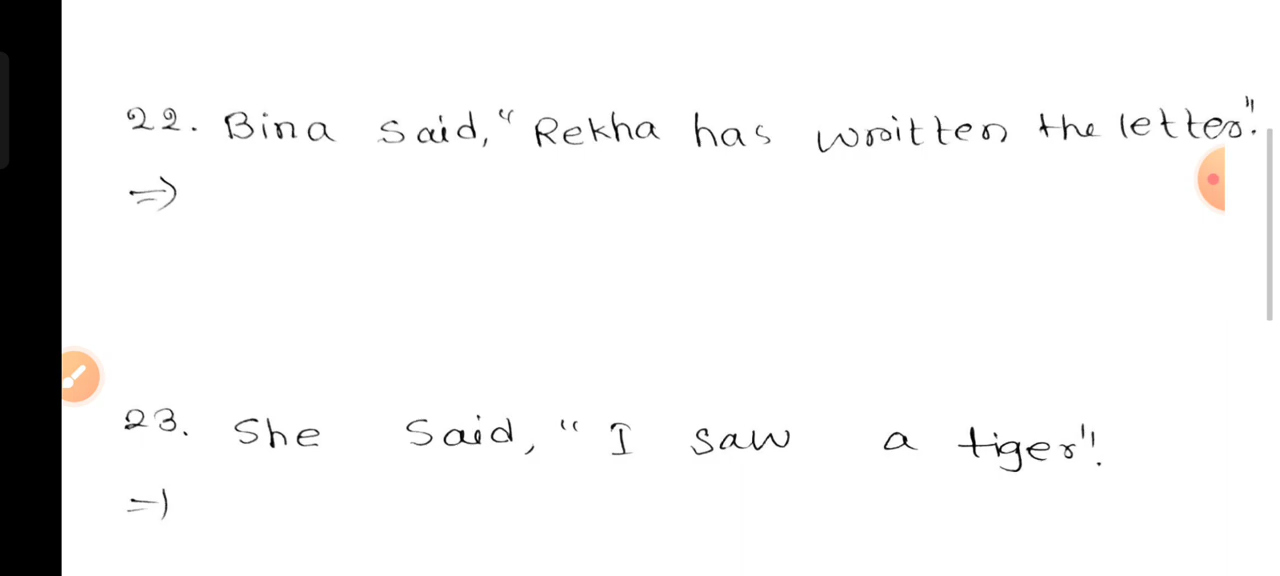 22. Bina said, "Rekha has written the letter".
⇒
23. She said, "I saw a tiger".
⇒